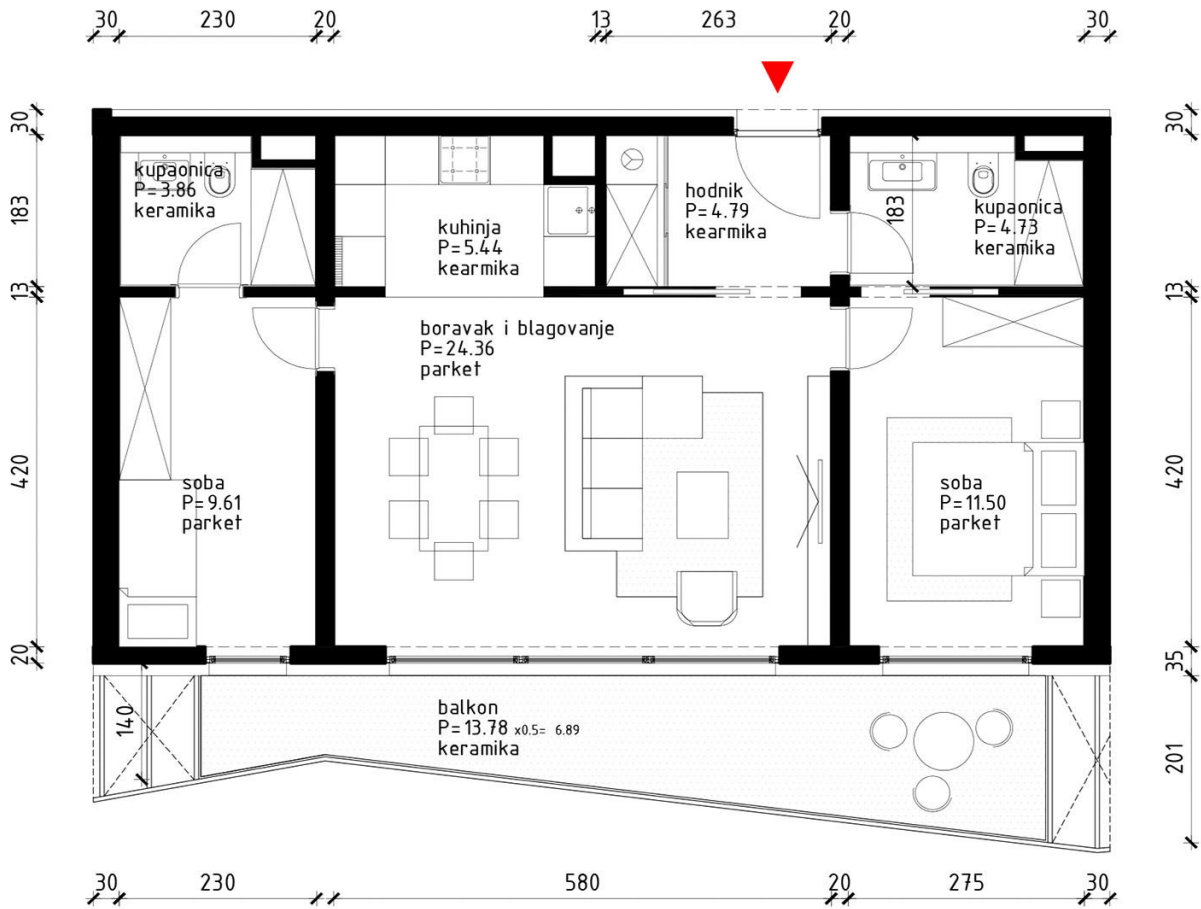 30 230 20 13 263 20 30
30
183
13
420
20
30
183
13
420
35
201
kupaonica
P=3.86
keramika
kuhinja
P=5.44
kearmika
hodnik
P=4.79
kearmika
183
kupaonica
P=4.73
keramika
boravak i blagovanje
P=24.36
parket
soba
P=9.61
parket
soba
P=11.50
parket
140
balkon
P=13.78 x0.5= 6.89
keramika
30 230 580 20 275 30